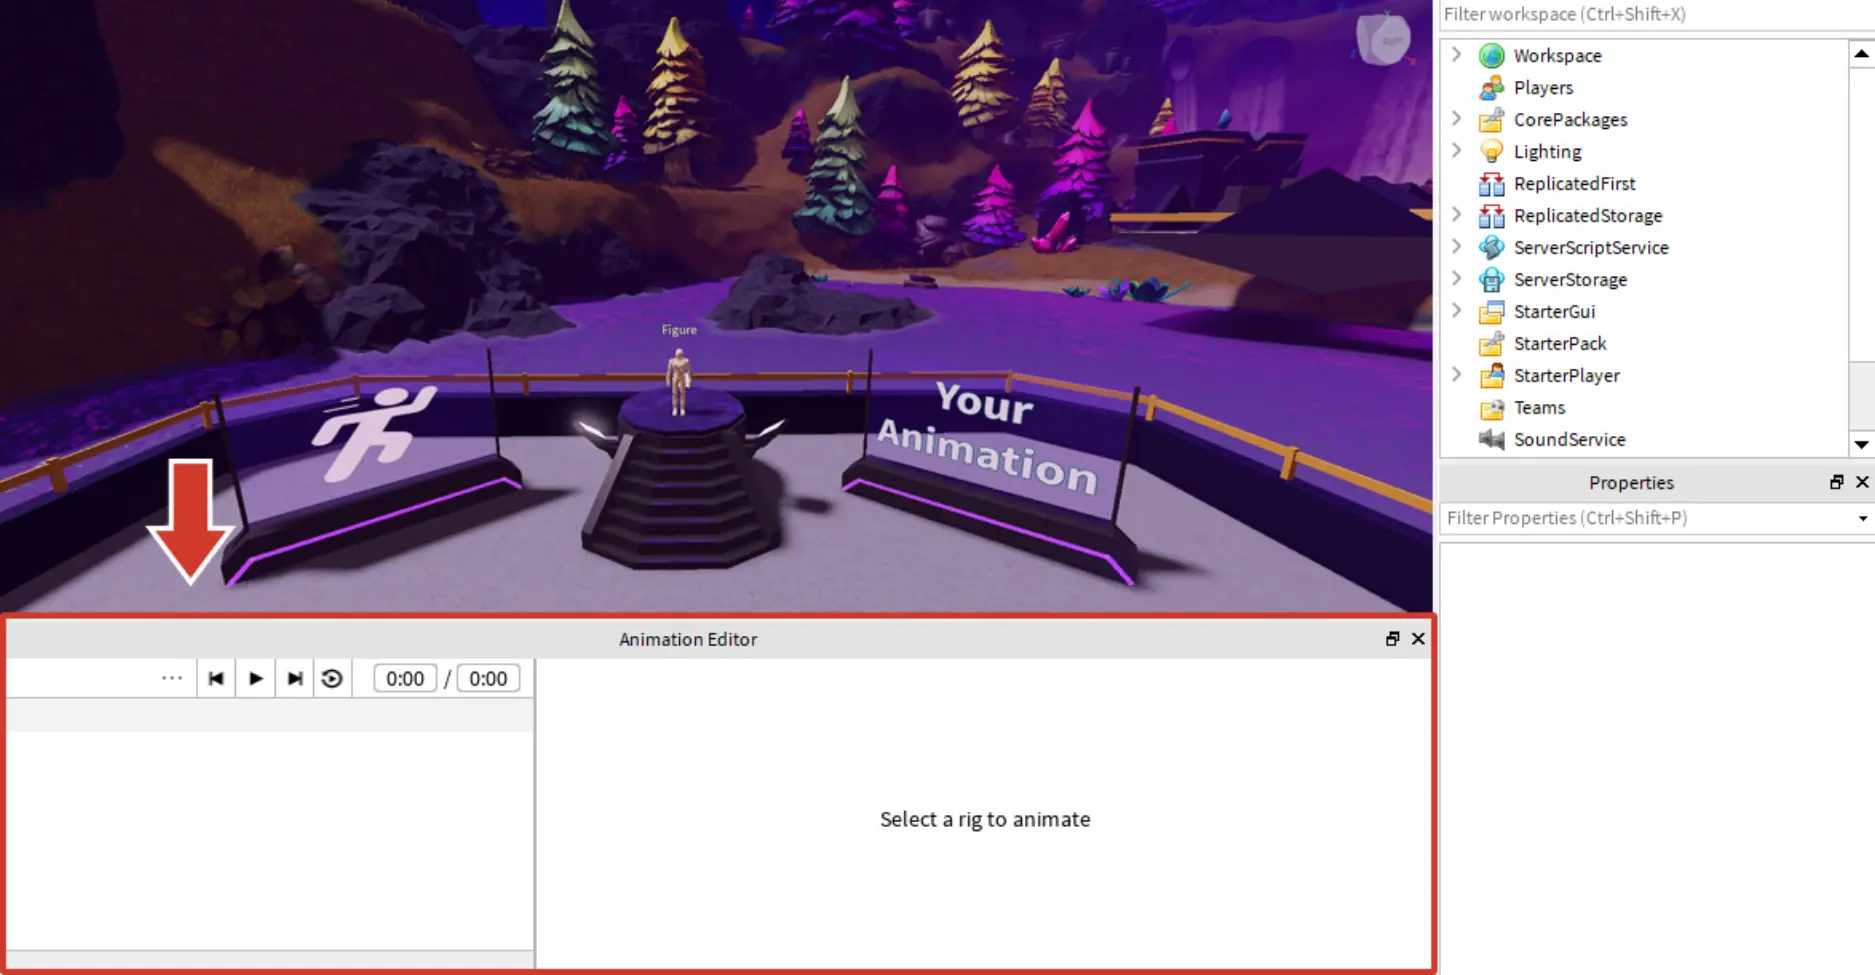 Filter workspace (Ctrl+Shift+X)
Workspace
Players
CorePackages
Lighting
ReplicatedFirst
ReplicatedStorage
ServerScriptService
ServerStorage
StarterGui
StarterPack
StarterPlayer
Teams
SoundService
Properties
Filter Properties (Ctrl+Shift+P)
Figure
Your
Animation
Animation Editor
0:00 / 0:00
Select a rig to animate